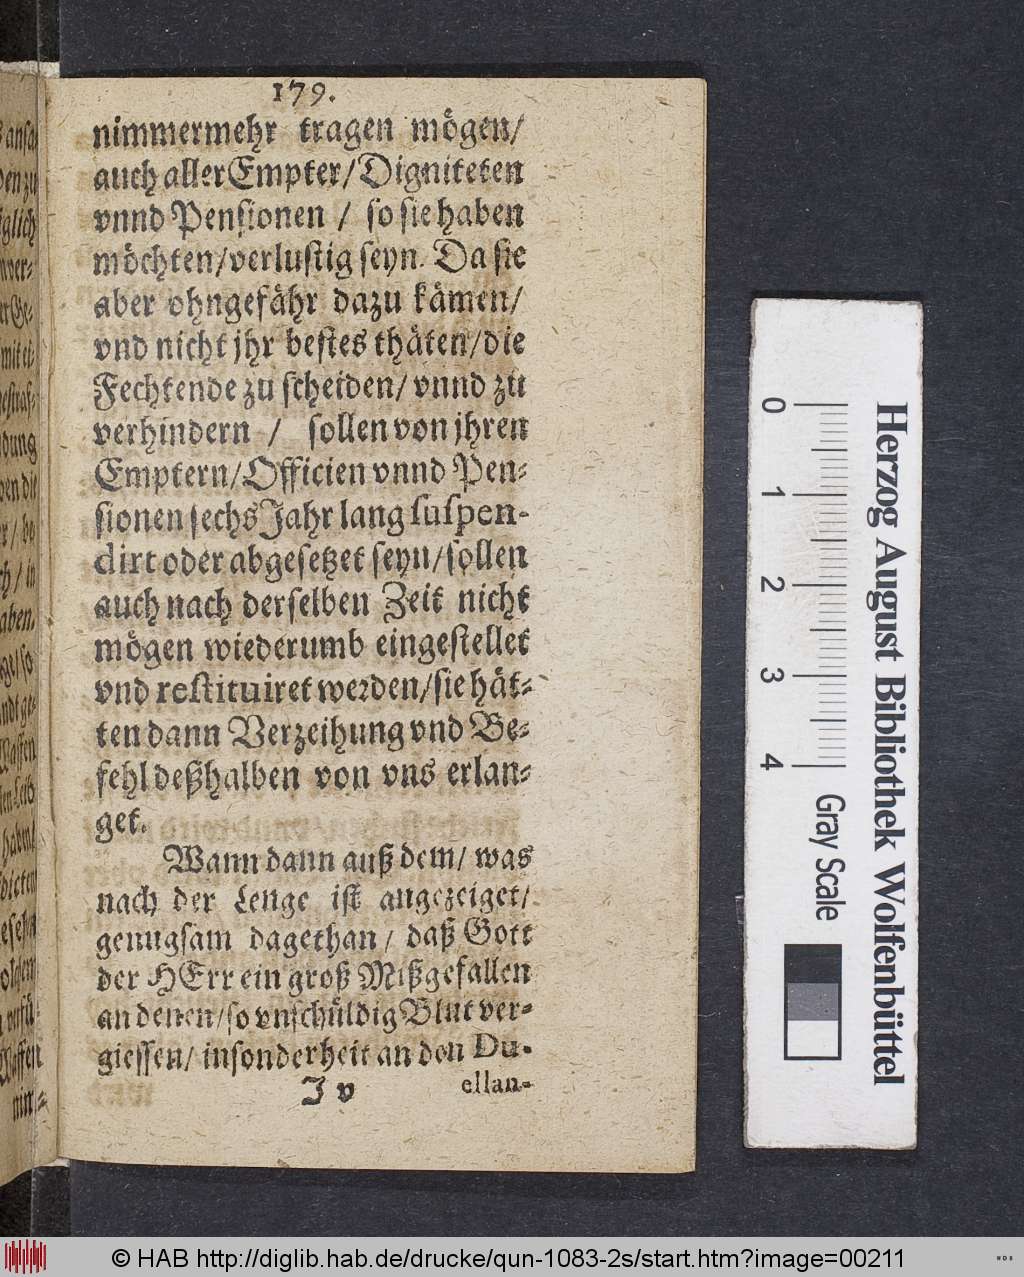 179.
nimmermehr tragen mögen/
auch aller Empter/Digniteten
vnnd Pensionen / so sie haben
möchten/verlustig seyn. Da sie
aber ohngefähr dazu kämen/
vnd nicht jhr bestes thäten/die
Fechtende zu scheiden/ vnnd zu
verhindern / sollen von jhren
Emptern/Officien vnnd Pen-
sionen sechs Jahr lang suspen-
dirt oder abgesetzet seyn/sollen
auch nach derselben Zeit nicht
mögen wiederumb eingestellet
vnd restituiret werden/sie hät-
ten dann Verzeihung vnd Be-
fehl deßhalben von vns erlan-
get.
Wann dann auß dem/ was
nach der Lenge ist angezeiget/
genugsam dagethan/ daß Gott
der HErr ein groß Mißgefallen
an denen/so vnschüldig Blut ver-
giessen/ insonderheit an den Du-
J v
ellan-
Herzog August Bibliothek Wolfenbüttel
0 1 2 3 4
Gray Scale
© HAB http://diglib.hab.de/drucke/qun-1083-2s/start.htm?image=00211